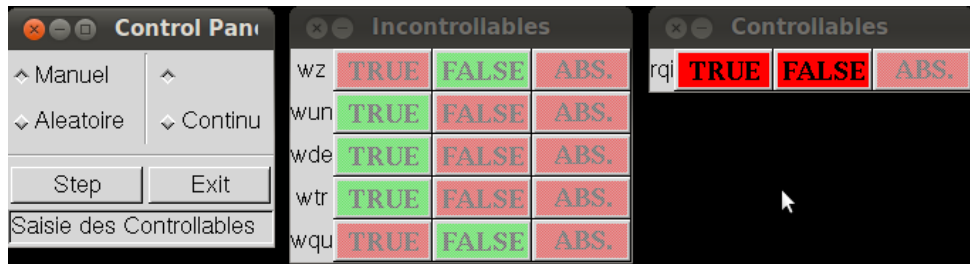 Control Pan
Manuel
Aleatoire
Continu
Step
Exit
Saisie des Controllables
Incontrollables
wz TRUE FALSE ABS.
wun TRUE FALSE ABS.
wde TRUE FALSE ABS.
wtr TRUE FALSE ABS.
wqu TRUE FALSE ABS.
Controllables
rqi TRUE FALSE ABS.